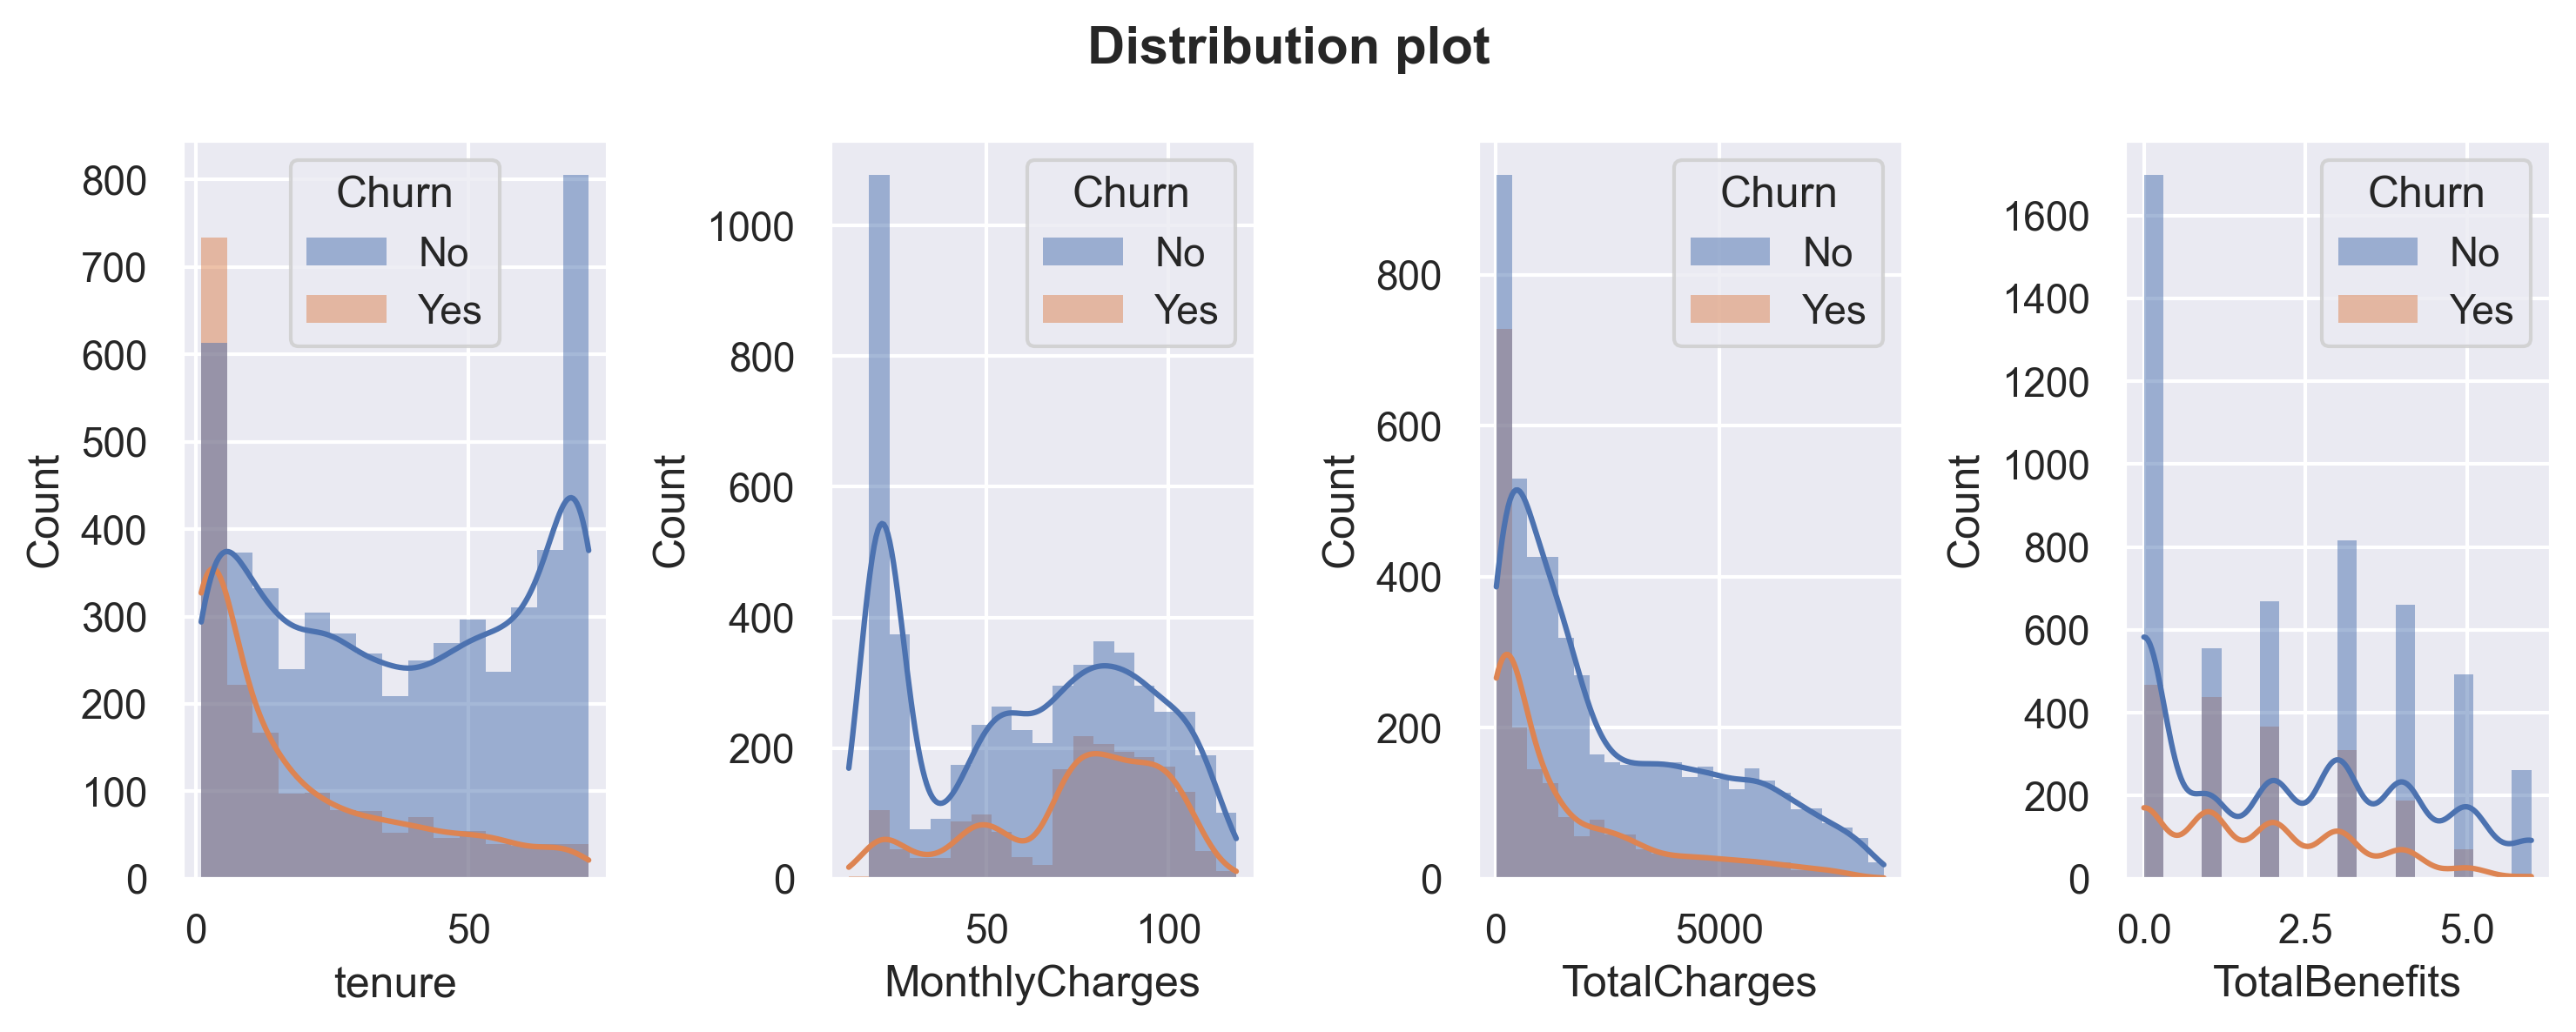 Distribution plot
Count
800
700
600
500
400
300
200
100
0
0 50
tenure
Churn
No
Yes
Count
1000
800
600
400
200
0
50 100
MonthlyCharges
Churn
No
Yes
Count
800
600
400
200
0
0 5000
TotalCharges
Churn
No
Yes
Count
1600
1400
1200
1000
800
600
400
200
0
0.0 2.5 5.0
TotalBenefits
Churn
No
Yes